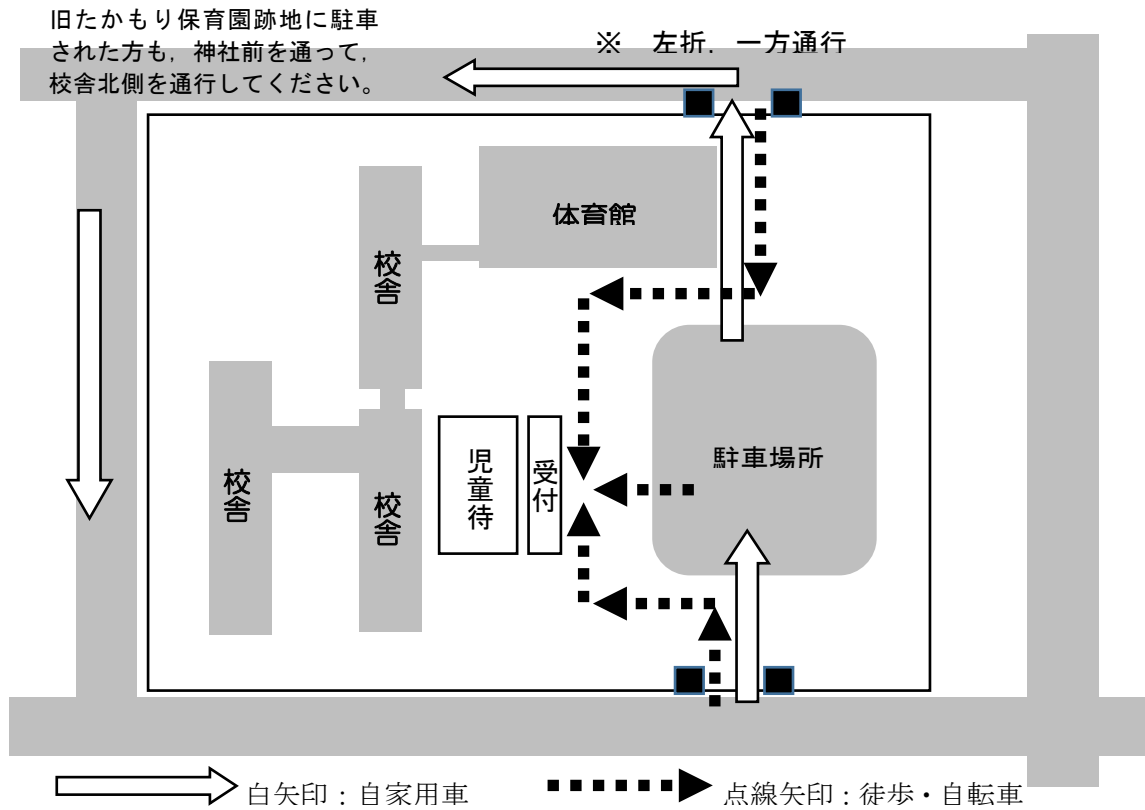 旧たかもり保育園跡地に駐車
された方も，神社前を通って，
校舎北側を通行してください。
※　左折，一方通行
体育館
校舎
校舎
校舎
児童待
受付
駐車場所
白矢印：自家用車
点線矢印：徒歩・自転車